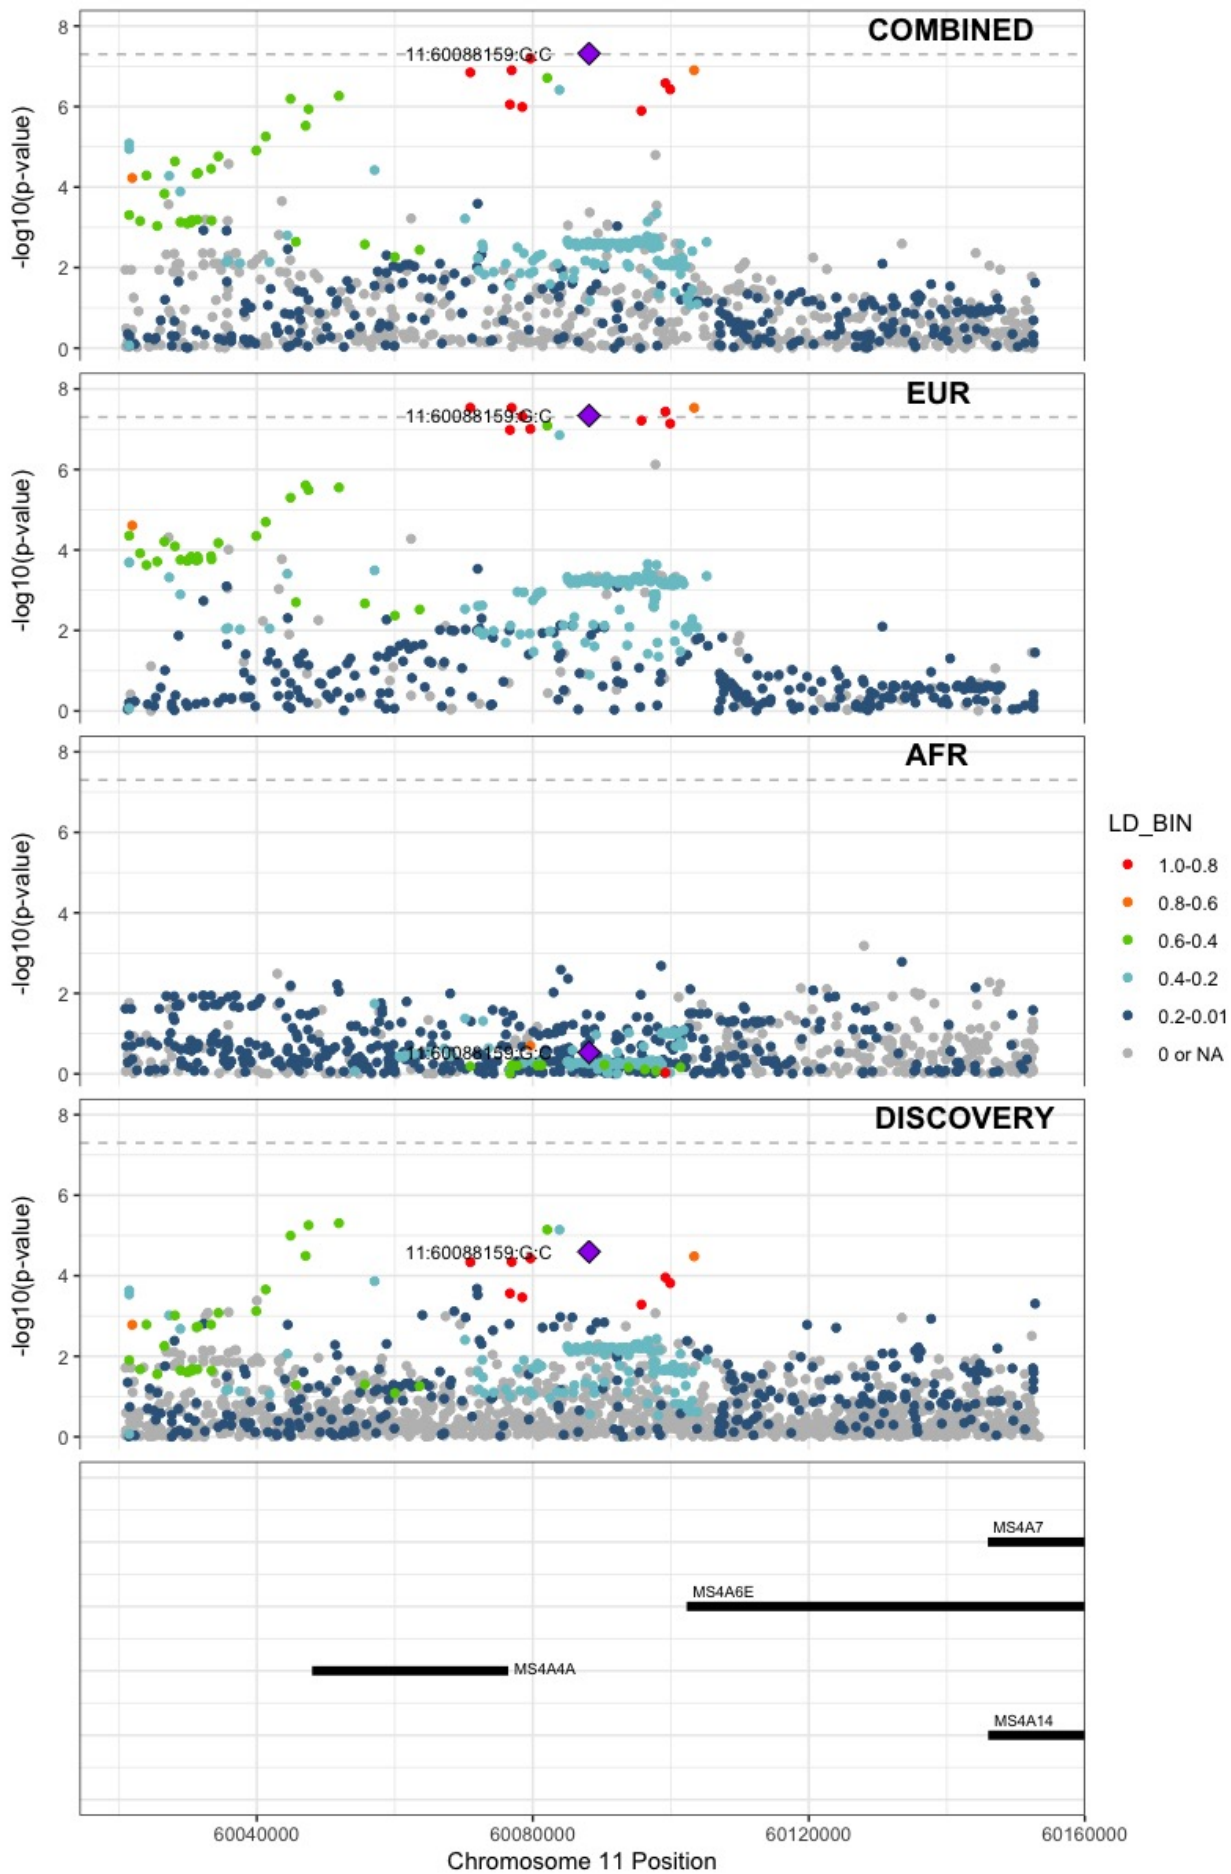 COMBINED
11:60088159:G:C
-log10(p-value)
8
6
4
2
0
EUR
11:60088159:G:C
-log10(p-value)
8
6
4
2
0
AFR
11:60088159:G:C
-log10(p-value)
8
6
4
2
0
DISCOVERY
11:60088159:G:C
-log10(p-value)
8
6
4
2
0
LD_BIN
1.0-0.8
0.8-0.6
0.6-0.4
0.4-0.2
0.2-0.01
0 or NA
MS4A7
MS4A6E
MS4A4A
MS4A14
60040000 60080000 60120000 60160000
Chromosome 11 Position